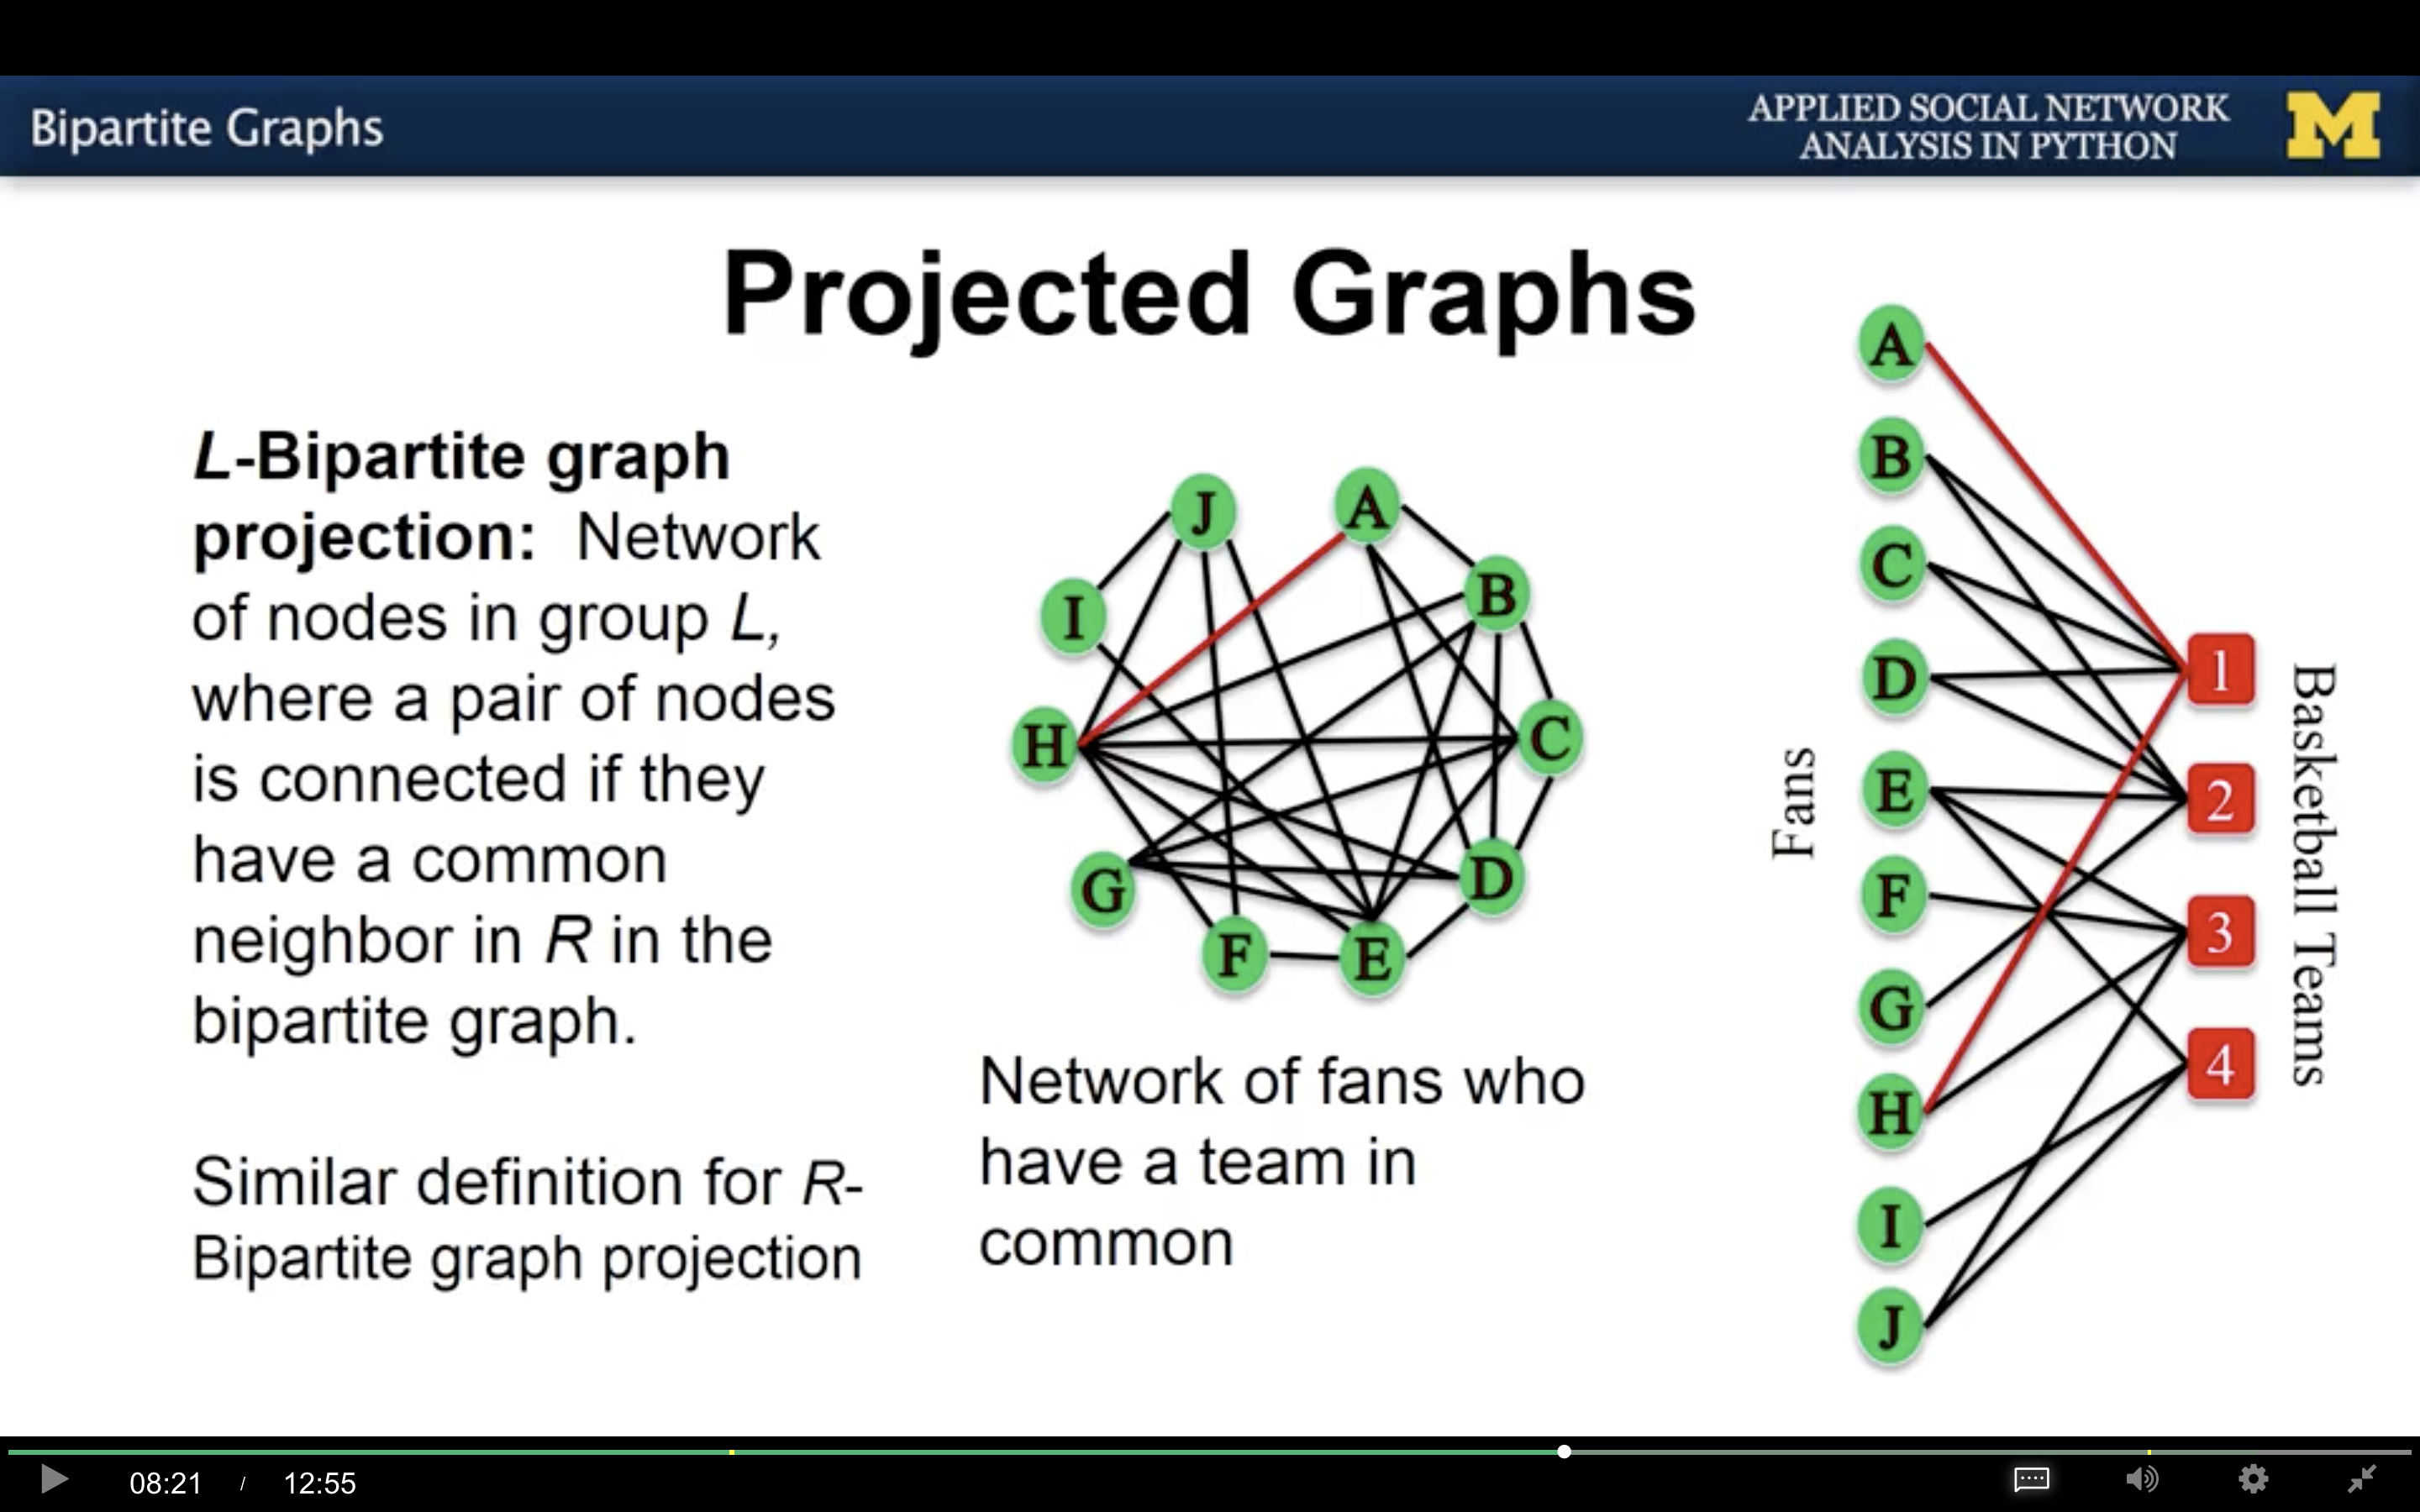 Bipartite Graphs
APPLIED SOCIAL NETWORK
ANALYSIS IN PYTHON
M
Projected Graphs
L-Bipartite graph
projection: Network
of nodes in group L,
where a pair of nodes
is connected if they
have a common
neighbor in R in the
bipartite graph.
Similar definition for R-
Bipartite graph projection
J
A
I
B
H
C
G
D
F
E
Network of fans who
have a team in
common
Fans
A
B
C
D
E
F
G
H
I
J
1
2
3
4
Basketball Teams
08:21 / 12:55